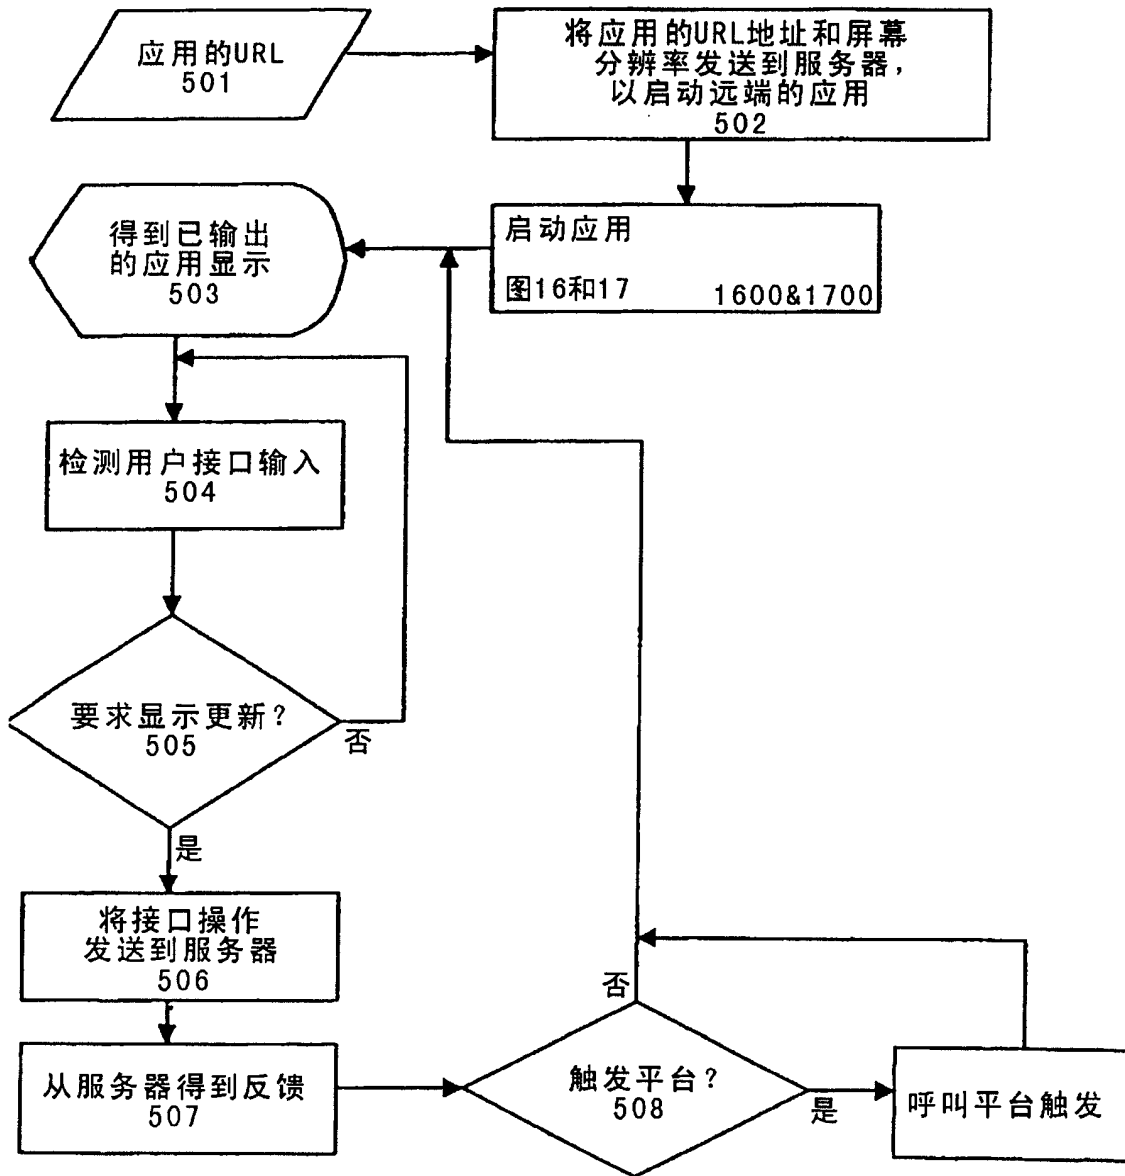 应用的URL
501
将应用的URL地址和屏幕
分辨率发送到服务器，
以启动远端的应用
502
得到已输出
的应用显示
503
启动应用
图16和17
1600&1700
检测用户接口输入
504
要求显示更新？
505
否
是
将接口操作
发送到服务器
506
从服务器得到反馈
507
否
触发平台？
508
是
呼叫平台触发